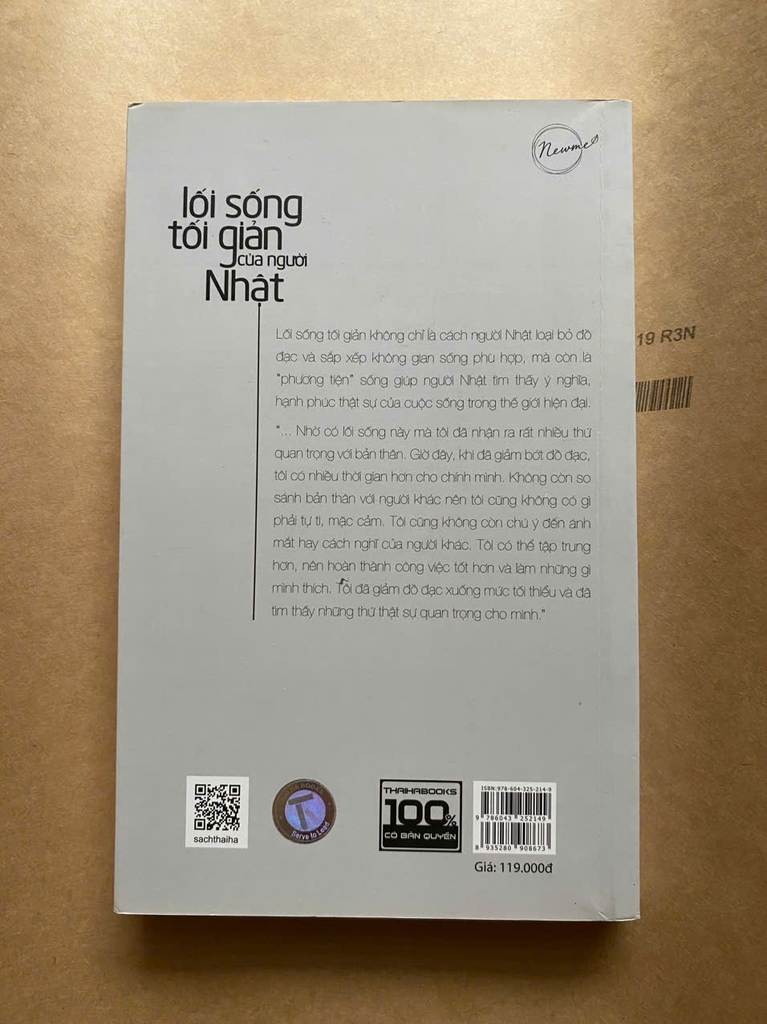 Newme
lối sống
tối giản
của người
Nhật
Lối sống tối giản không chỉ là cách người Nhật loại bỏ đồ
đạc và sắp xếp không gian sống phù hợp, mà còn là
"phương tiện" sống giúp người Nhật tìm thấy ý nghĩa,
hạnh phúc thật sự của cuộc sống trong thế giới hiện đại.
"... Nhờ có lối sống này mà tôi đã nhận ra rất nhiều thứ
quan trọng với bản thân. Giờ đây, khi đã giảm bớt đồ đạc,
tôi có nhiều thời gian hơn cho chính mình. Không còn so
sánh bản thân với người khác nên tôi cũng không có gì
phải tự ti, mặc cảm. Tôi cũng không còn chú ý đến ánh
mắt hay cách nghĩ của người khác. Tôi có thể tập trung
hơn, nên hoàn thành công việc tốt hơn và làm những gì
mình thích. Tôi đã giảm đồ đạc xuống mức tối thiểu và đã
tìm thấy những thứ thật sự quan trọng cho mình."
19 R3N
sachthaiha
Serve to Lead
THAIHABOOKS
100%
CÓ BẢN QUYỀN
ISBN: 978-604-325-214-9
9 786043 252149
8 935280 908673
Giá: 119.000đ